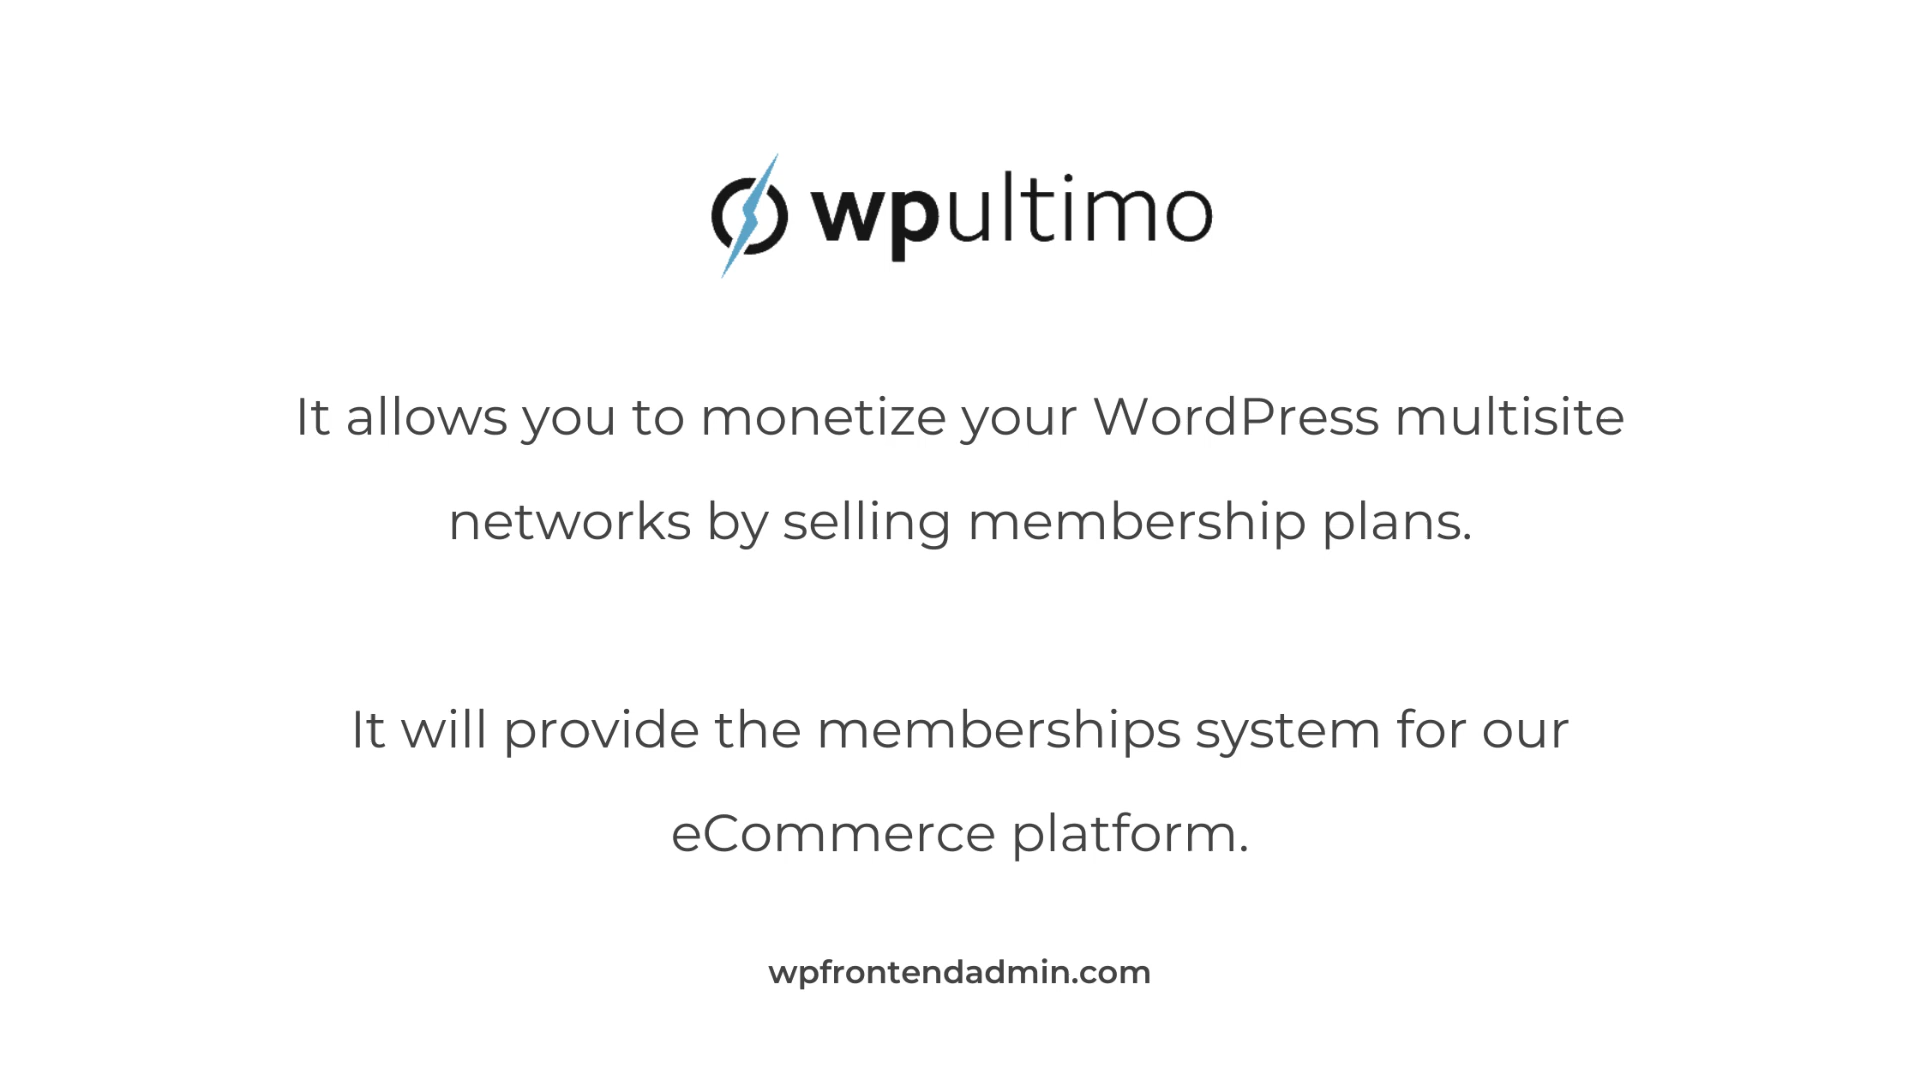 wpultimo
It allows you to monetize your WordPress multisite
networks by selling membership plans.
It will provide the memberships system for our
eCommerce platform.
wpfrontendadmin.com